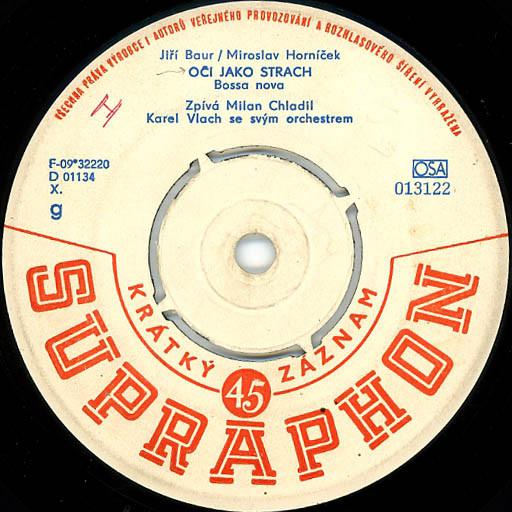 VŠECHNA PRÁVA VÝROBCE I AUTORŮ VEŘEJNÉHO PROVOZOVÁNÍ A ROZHLASOVÉHO ŠÍŘENÍ VYHRAŽENA
Jiří Baur / Miroslav Horníček
OČI JAKO STRACH
Bossa nova
Zpívá Milan Chladil
Karel Vlach se svým orchestrem
F-09*32220
D 01134
X.
g
OSA
013122
KRÁTKÝ ZÁZNAM
45
SUPRAPHON